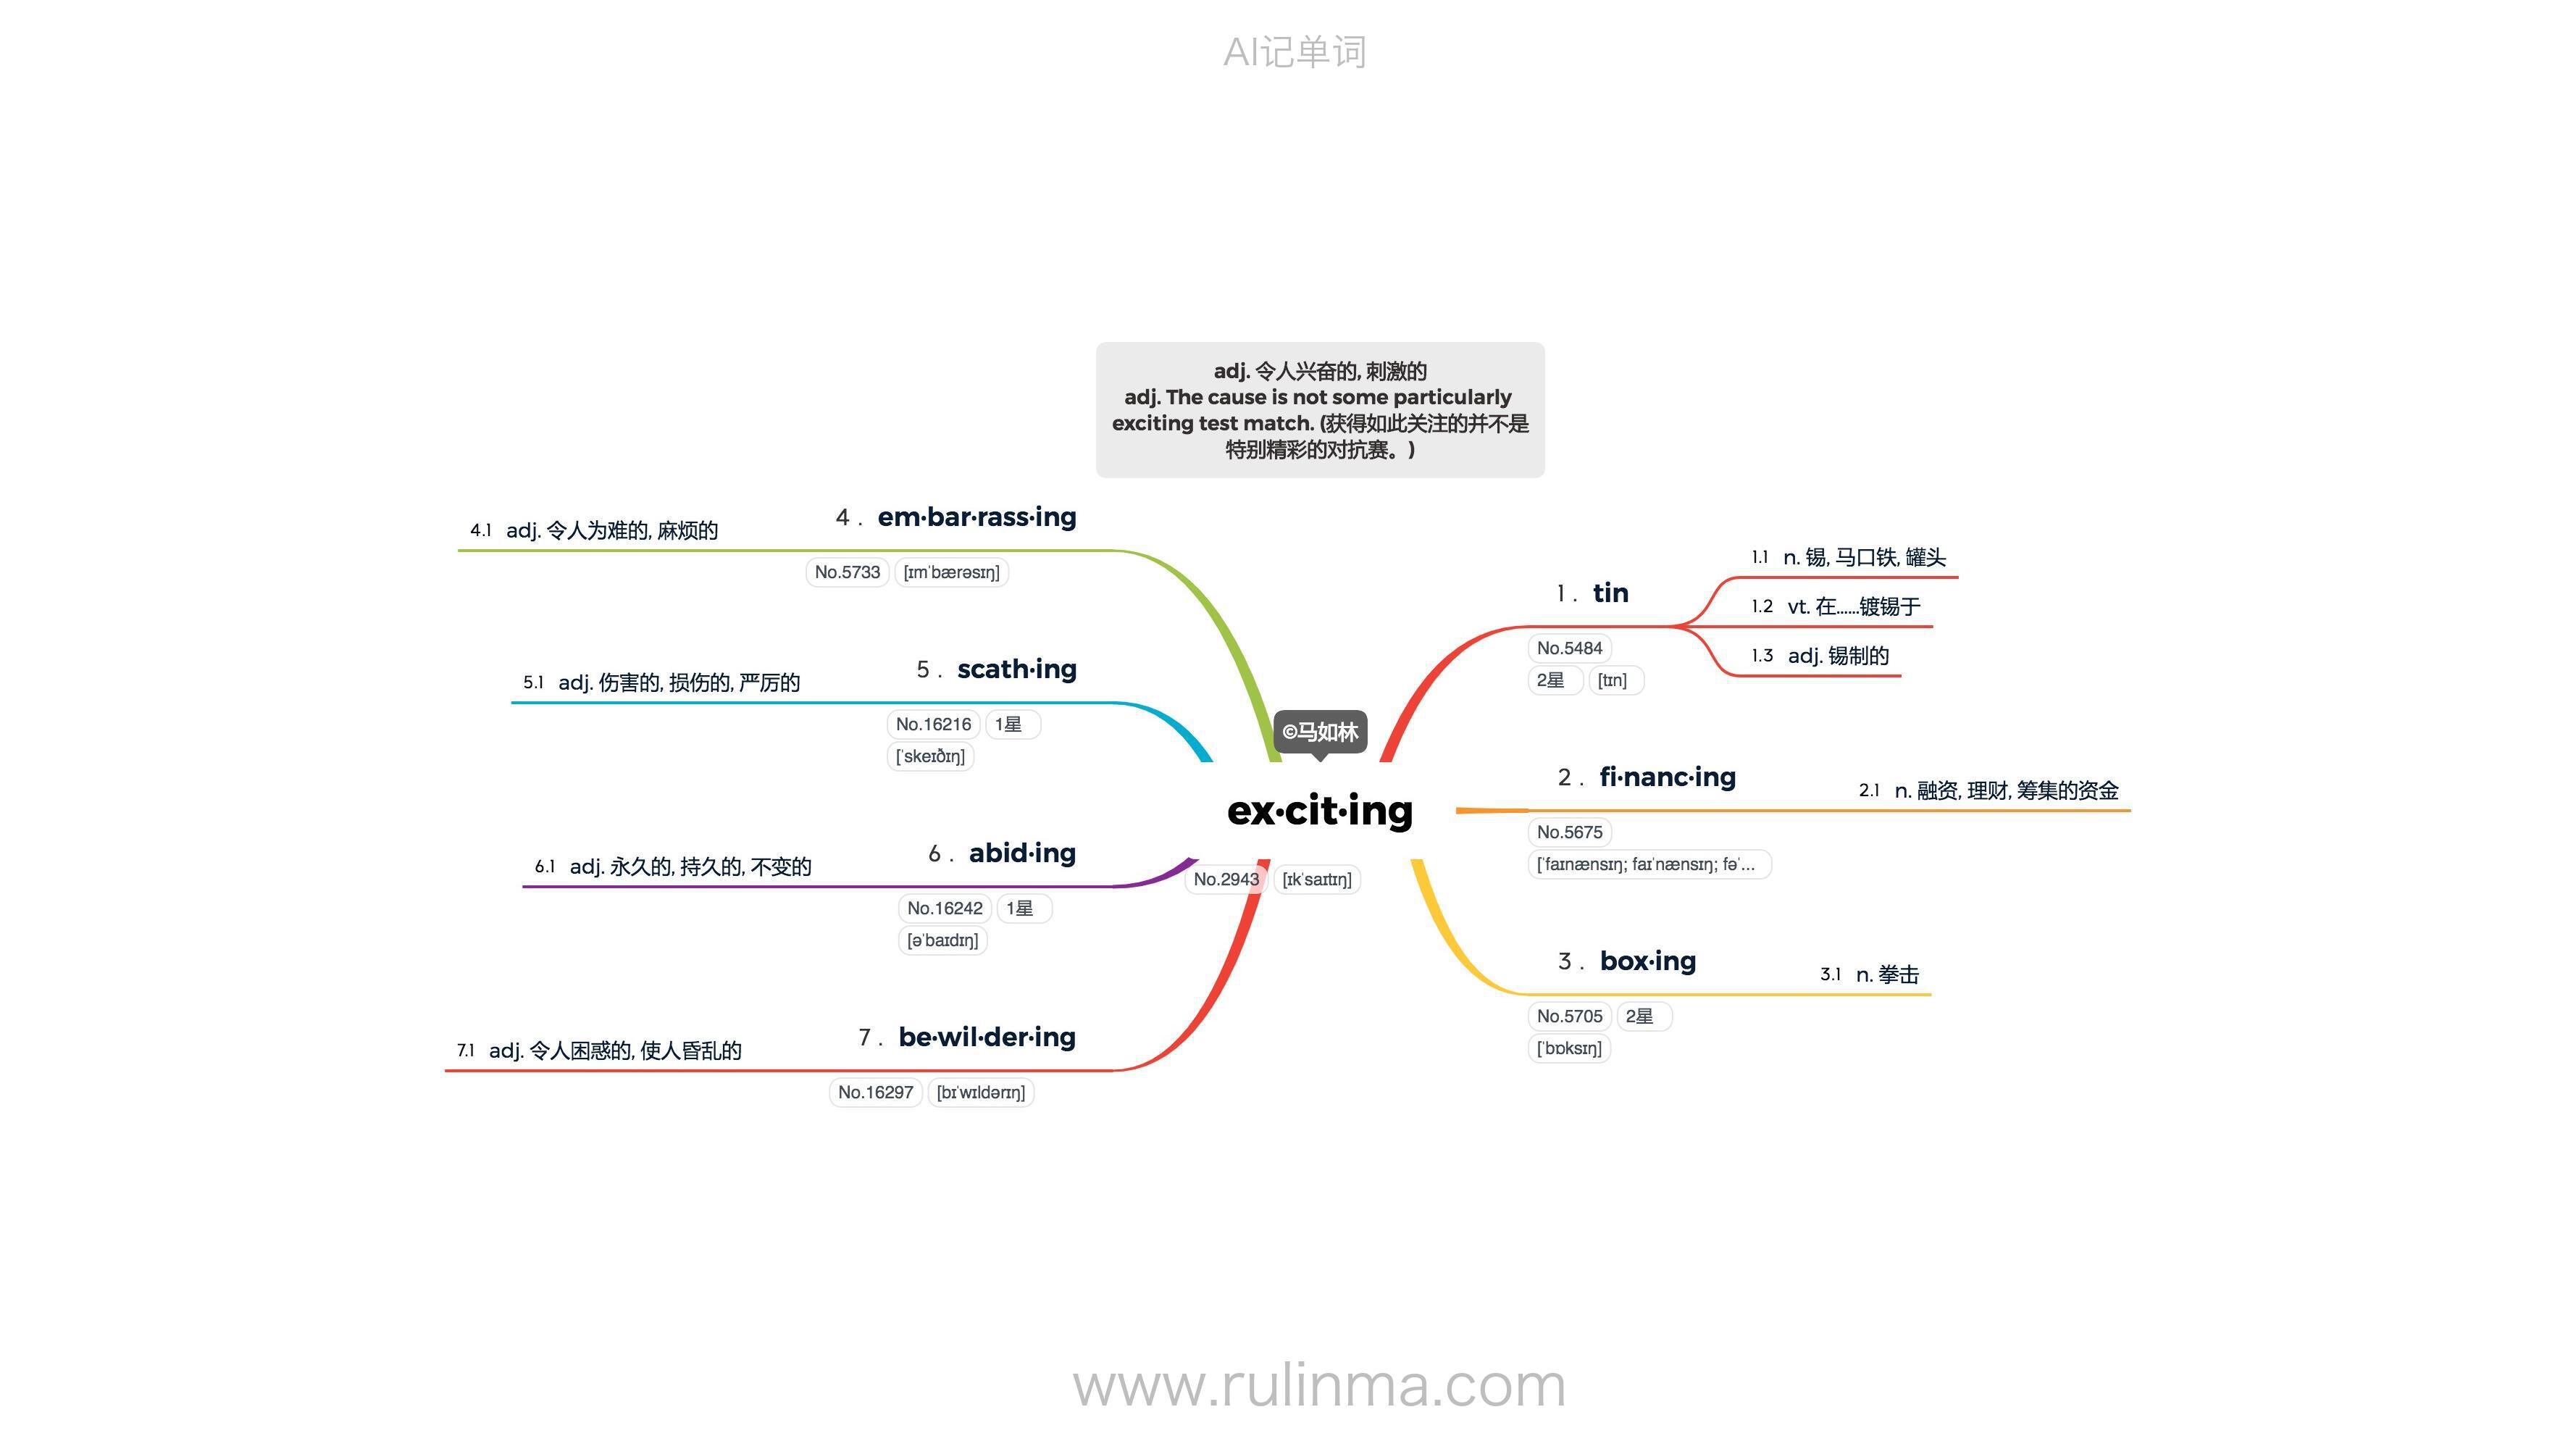 AI记单词
adj. 令人兴奋的, 刺激的
adj. The cause is not some particularly
exciting test match. (获得如此关注的并不是
特别精彩的对抗赛。)
©马如林
ex·cit·ing
No.2943 [ɪkˈsaɪtɪŋ]
1 . tin
No.5484
2星 [tɪn]
1.1 n. 锡, 马口铁, 罐头
1.2 vt. 在……镀锡于
1.3 adj. 锡制的
2 . fi·nanc·ing
No.5675
[ˈfaɪnænsɪŋ; faɪˈnænsɪŋ; fəˈ...
2.1 n. 融资, 理财, 筹集的资金
3 . box·ing
No.5705 2星
[ˈbɒksɪŋ]
3.1 n. 拳击
4 . em·bar·rass·ing
No.5733 [ɪmˈbærəsɪŋ]
4.1 adj. 令人为难的, 麻烦的
5 . scath·ing
No.16216 1星
[ˈskeɪðɪŋ]
5.1 adj. 伤害的, 损伤的, 严厉的
6 . abid·ing
No.16242 1星
[əˈbaɪdɪŋ]
6.1 adj. 永久的, 持久的, 不变的
7 . be·wil·der·ing
No.16297 [bɪˈwɪldərɪŋ]
7.1 adj. 令人困惑的, 使人昏乱的
www.rulinma.com